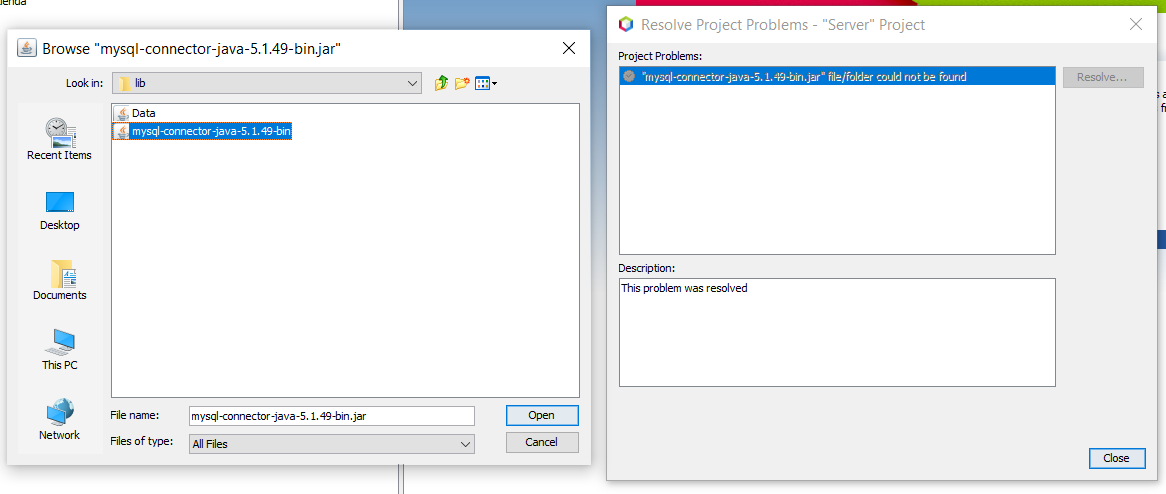 ienda
Browse "mysql-connector-java-5.1.49-bin.jar"
Look in:
lib
Data
mysql-connector-java-5.1.49-bin
Recent Items
Desktop
Documents
This PC
Network
File name:
mysql-connector-java-5.1.49-bin.jar
Open
Files of type:
All Files
Cancel
Resolve Project Problems - "Server" Project
Project Problems:
"mysql-connector-java-5.1.49-bin.jar" file/folder could not be found
Resolve...
Description:
This problem was resolved
Close